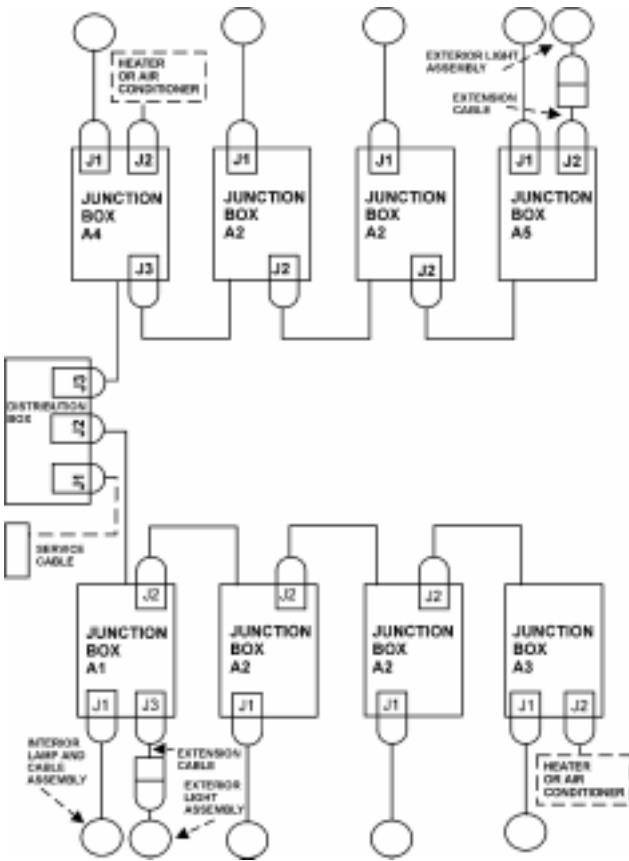 HEATER
OR AIR
CONDITIONER
EXTERIOR LIGHT
ASSEMBLY
EXTENSION
CABLE
J1
J2
J1
J1
J1
J2
JUNCTION
BOX
A4
JUNCTION
BOX
A2
JUNCTION
BOX
A2
JUNCTION
BOX
A5
J3
J2
J2
J3
DISTRIBUTION
BOX
J2
J1
SERVICE
CABLE
J2
J2
J2
JUNCTION
BOX
A1
JUNCTION
BOX
A2
JUNCTION
BOX
A2
JUNCTION
BOX
A3
J1
J3
J1
J1
J1
J2
INTERIOR
LAMP AND
CABLE
ASSEMBLY
EXTENSION
CABLE
EXTERIOR
LIGHT
ASSEMBLY
HEATER
OR AIR
CONDITIONER